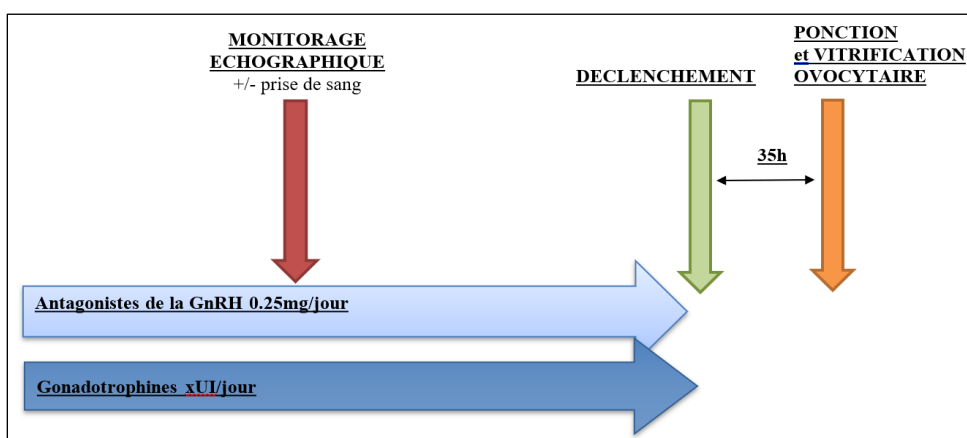 MONITORAGE
ECHOGRAPHIQUE
+/- prise de sang
DECLENCHEMENT
PONCTION
et VITRIFICATION
OVOCYTAIRE
35h
Antagonistes de la GnRH 0.25mg/jour
Gonadotrophines xUI/jour